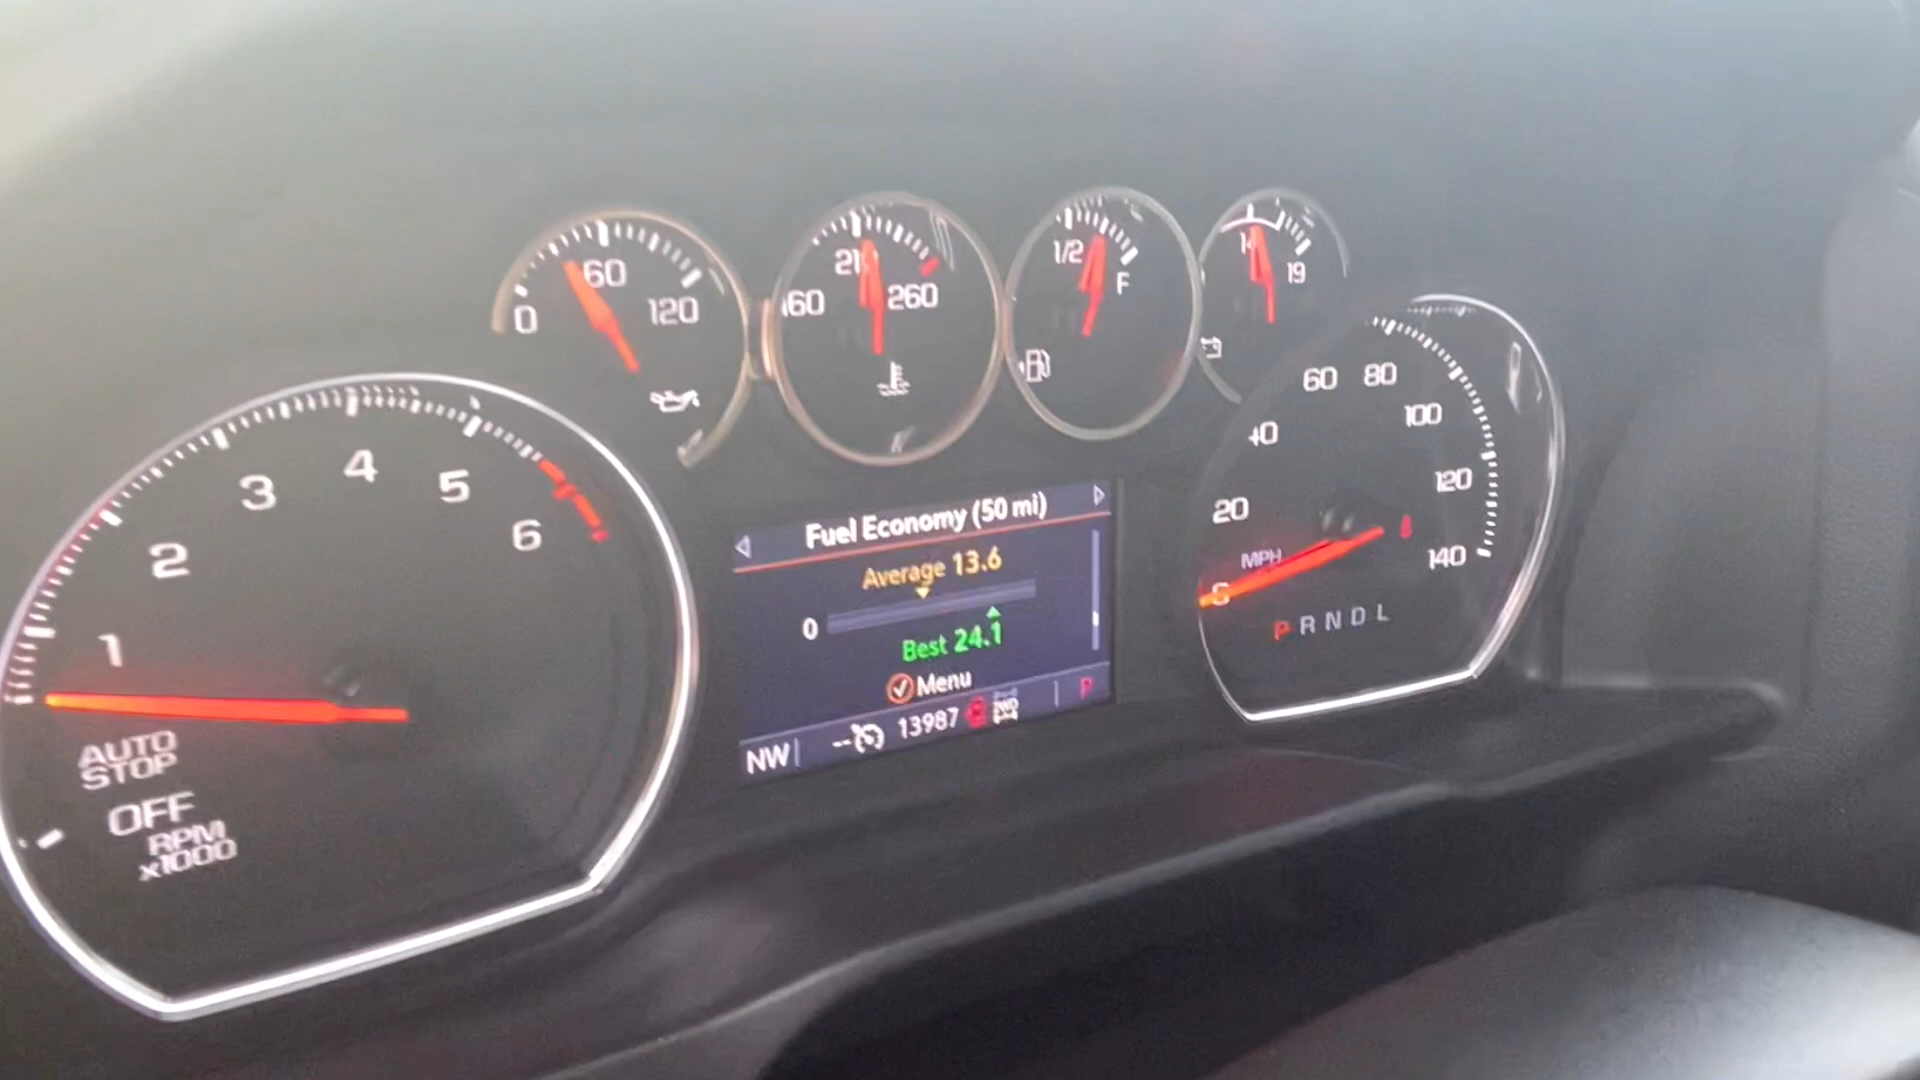 0 60 120
260
1/2 F
19
1 2 3 4 5 6
AUTO
STOP
OFF
RPM
x1000
Fuel Economy (50 mi)
Average 13.6
0
Best 24.1
Menu
NW -- 13987 2WD P
20 40 60 80 100 120 140
MPH
P R N D L